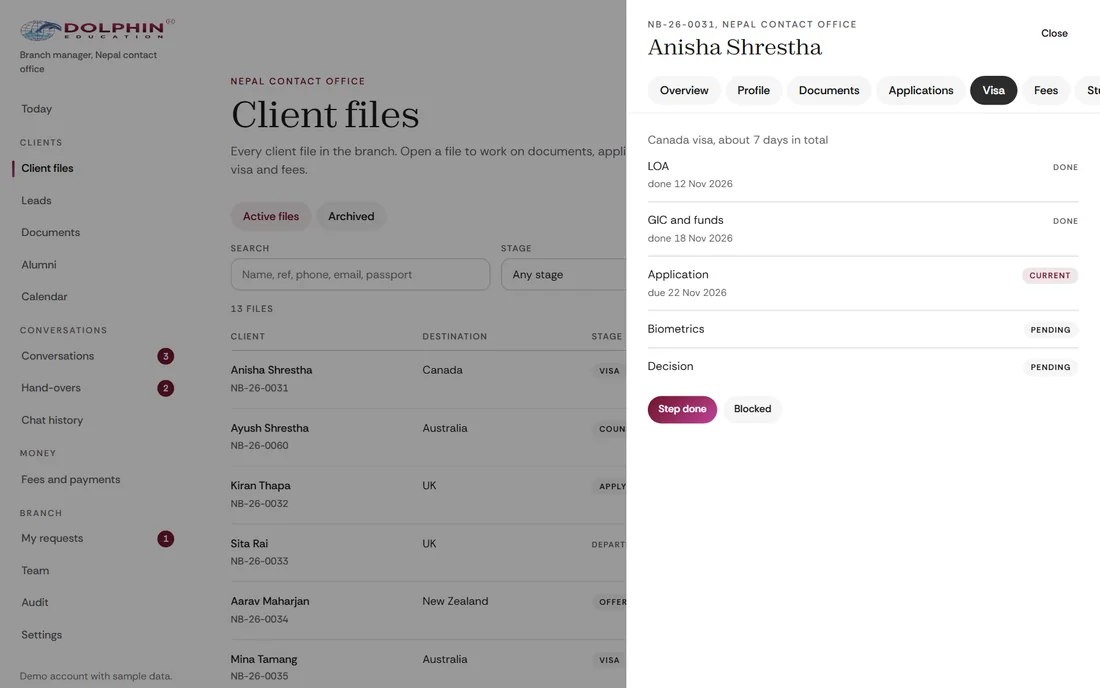 DOLPHIN
EDUCATION
Branch manager, Nepal contact
office
Today
CLIENTS
Client files
Leads
Documents
Alumni
Calendar
CONVERSATIONS
Conversations 3
Hand-overs 2
Chat history
MONEY
Fees and payments
BRANCH
My requests 1
Team
Audit
Settings
Demo account with sample data.
NEPAL CONTACT OFFICE
Client files
Every client file in the branch. Open a file to work on documents, appli
visa and fees.
Active files Archived
SEARCH STAGE
Name, ref, phone, email, passport Any stage
13 FILES
CLIENT DESTINATION STAGE
Anisha Shrestha Canada VISA
NB-26-0031
Ayush Shrestha Australia COUN
NB-26-0060
Kiran Thapa UK APPLY
NB-26-0032
Sita Rai UK DEPART
NB-26-0033
Aarav Maharjan New Zealand OFFER
NB-26-0034
Mina Tamang Australia VISA
NB-26-0035
NB-26-0031, NEPAL CONTACT OFFICE
Anisha Shrestha
Close
Overview Profile Documents Applications Visa Fees Stu
Canada visa, about 7 days in total
LOA DONE
done 12 Nov 2026
GIC and funds DONE
done 18 Nov 2026
Application CURRENT
due 22 Nov 2026
Biometrics PENDING
Decision PENDING
Step done Blocked